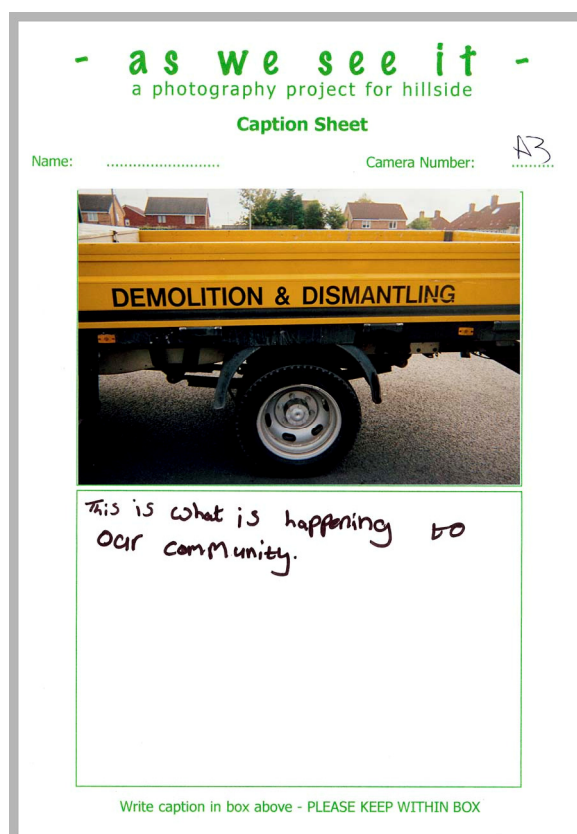 - as we see it -
a photography project for hillside
Caption Sheet
Name: .......................... Camera Number: A3
DEMOLITION & DISMANTLING
This is what is happening to
our community.
Write caption in box above - PLEASE KEEP WITHIN BOX